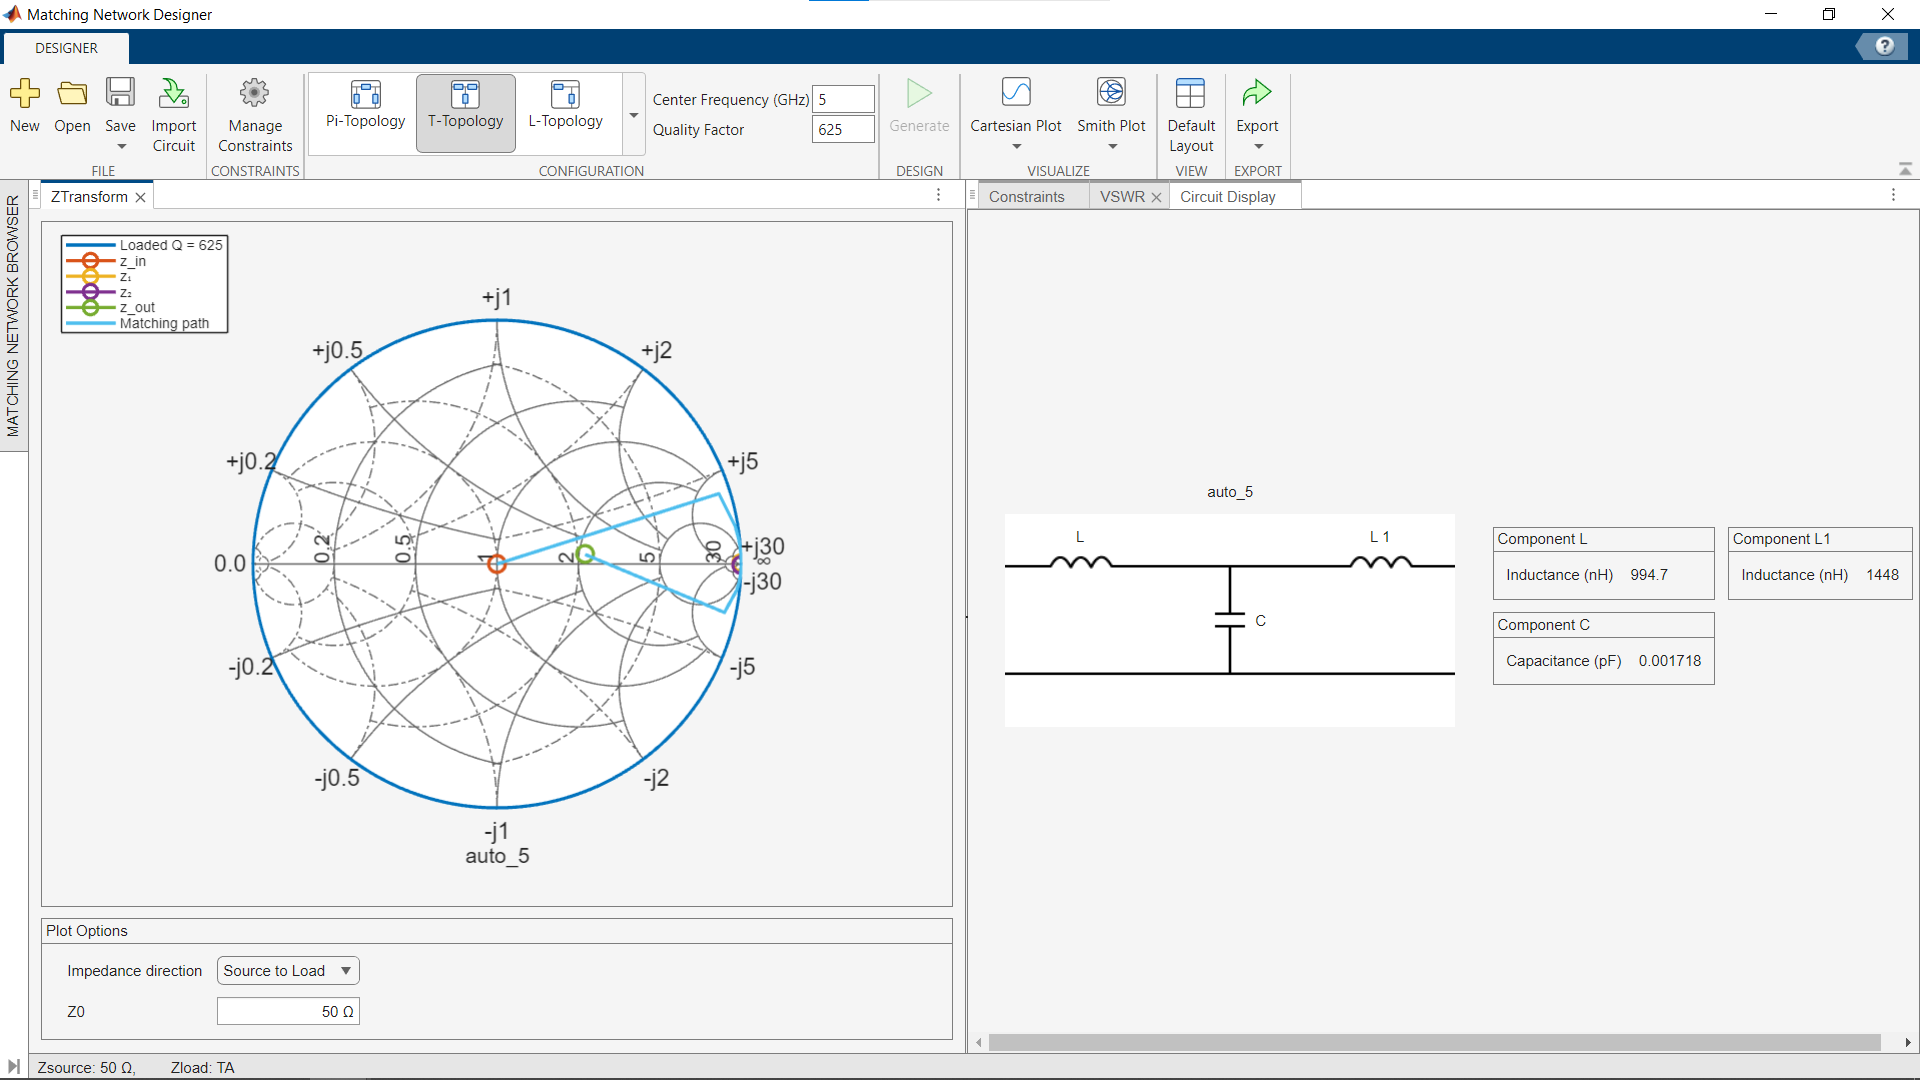 Matching Network Designer
DESIGNER
New
Open
Save
Import
Circuit
FILE
Manage
Constraints
CONSTRAINTS
Pi-Topology
T-Topology
L-Topology
Center Frequency (GHz) 5
Quality Factor 625
CONFIGURATION
Generate
DESIGN
Cartesian Plot
Smith Plot
VISUALIZE
Default
Layout
VIEW
Export
EXPORT
MATCHING NETWORK BROWSER
ZTransform
Loaded Q = 625
z_in
z₁
z₂
z_out
Matching path
+j1
+j0.5
+j2
+j0.2
+j5
0.0
0.2
0.5
1
2
5
30
+j30
∞
-j30
-j0.2
-j5
-j0.5
-j2
-j1
auto_5
Plot Options
Impedance direction Source to Load
Z0 50 Ω
Constraints
VSWR
Circuit Display
auto_5
L
L 1
C
Component L
Inductance (nH) 994.7
Component L1
Inductance (nH) 1448
Component C
Capacitance (pF) 0.001718
Zsource: 50 Ω, Zload: TA